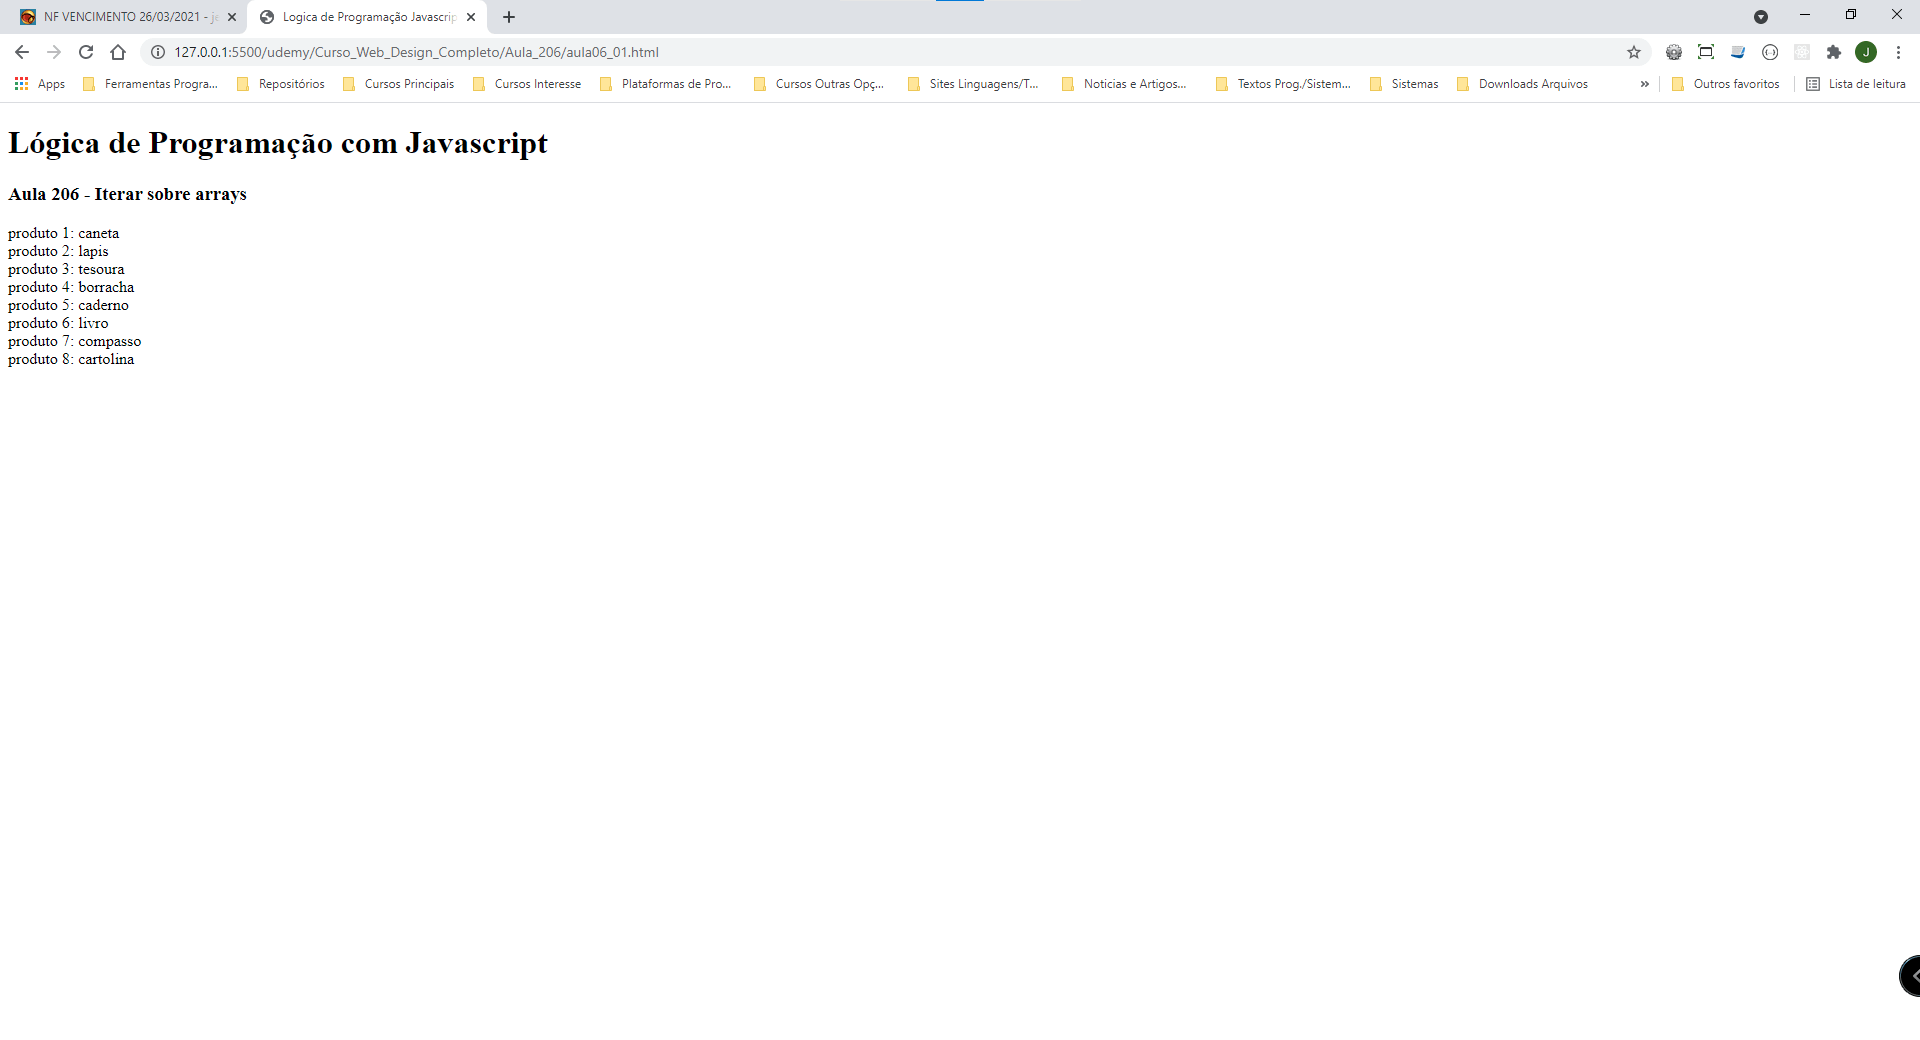 NF VENCIMENTO 26/03/2021 - je
Logica de Programação Javascrip
127.0.0.1:5500/udemy/Curso_Web_Design_Completo/Aula_206/aula06_01.html
J
Apps
Ferramentas Progra...
Repositórios
Cursos Principais
Cursos Interesse
Plataformas de Pro...
Cursos Outras Opç...
Sites Linguagens/T...
Noticias e Artigos...
Textos Prog./Sistem...
Sistemas
Downloads Arquivos
»
Outros favoritos
Lista de leitura
Lógica de Programação com Javascript
Aula 206 - Iterar sobre arrays
produto 1: caneta
produto 2: lapis
produto 3: tesoura
produto 4: borracha
produto 5: caderno
produto 6: livro
produto 7: compasso
produto 8: cartolina